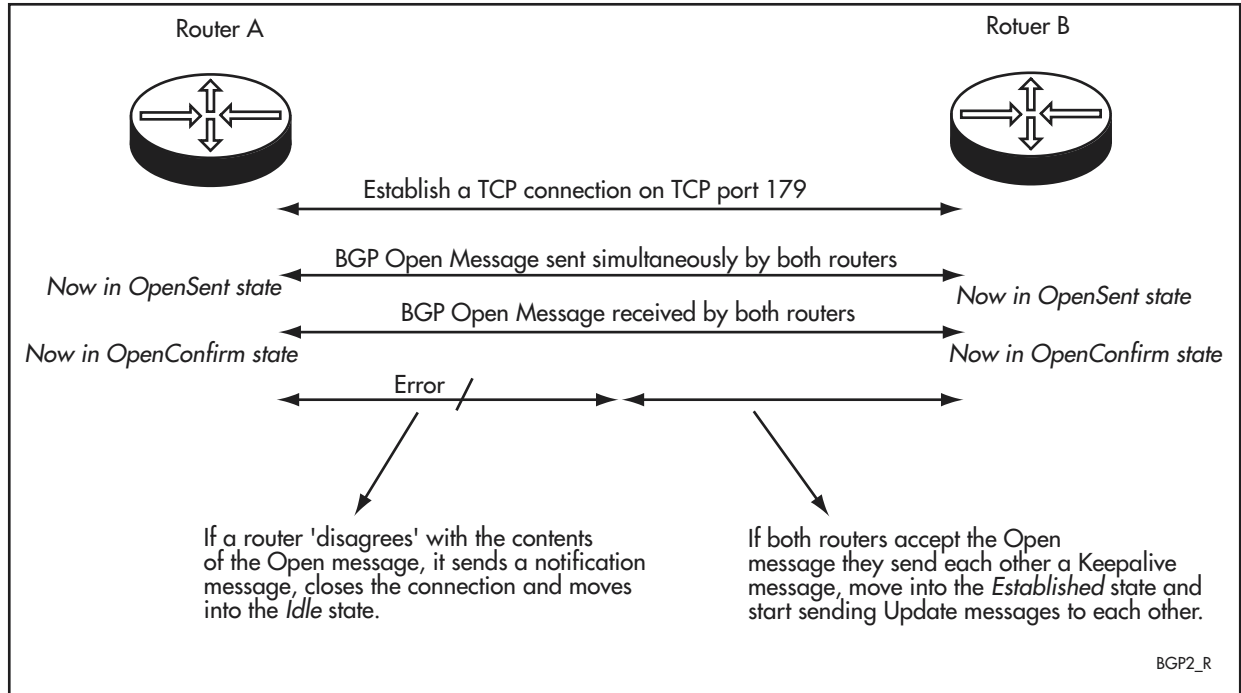 Router A
Rotuer B
Establish a TCP connection on TCP port 179
BGP Open Message sent simultaneously by both routers
Now in OpenSent state
Now in OpenSent state
BGP Open Message received by both routers
Now in OpenConfirm state
Now in OpenConfirm state
Error
If a router 'disagrees' with the contents
of the Open message, it sends a notification
message, closes the connection and moves
into the Idle state.
If both routers accept the Open
message they send each other a Keepalive
message, move into the Established state and
start sending Update messages to each other.
BGP2_R